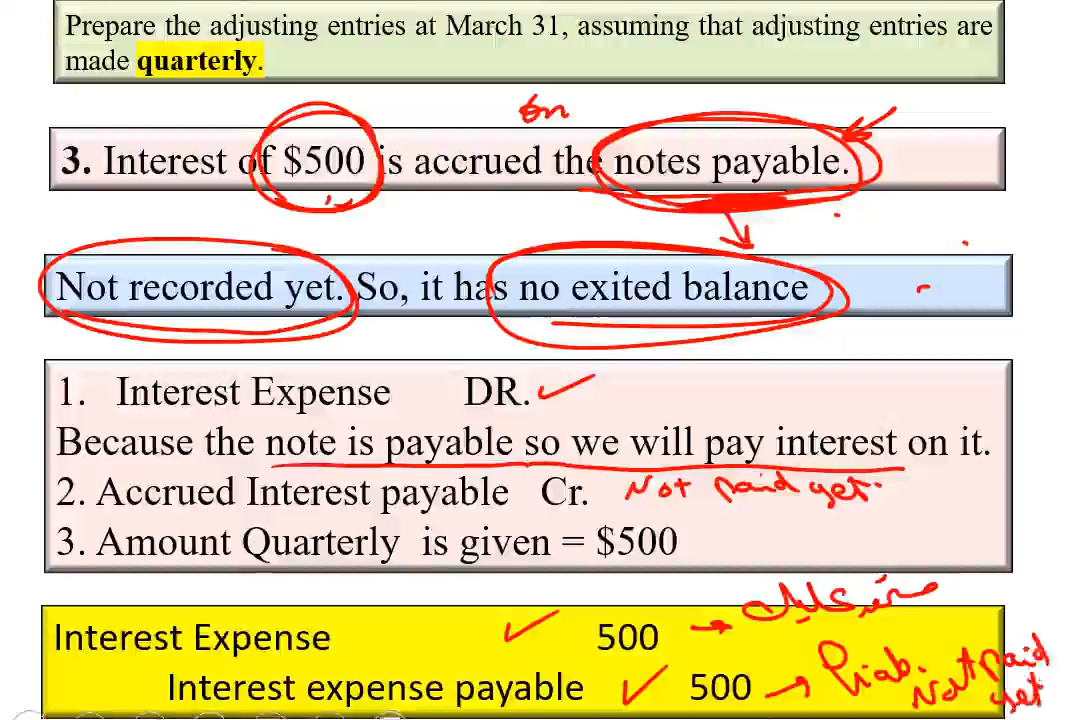 Prepare the adjusting entries at March 31, assuming that adjusting entries are
made quarterly.
on
3. Interest of $500 is accrued the notes payable.
Not recorded yet. So, it has no exited balance
1. Interest Expense DR.
Because the note is payable so we will pay interest on it.
2. Accrued Interest payable Cr. Not paid yet.
3. Amount Quarterly is given = $500
Interest Expense 500
Interest expense payable 500 Liab. Not paid
yet